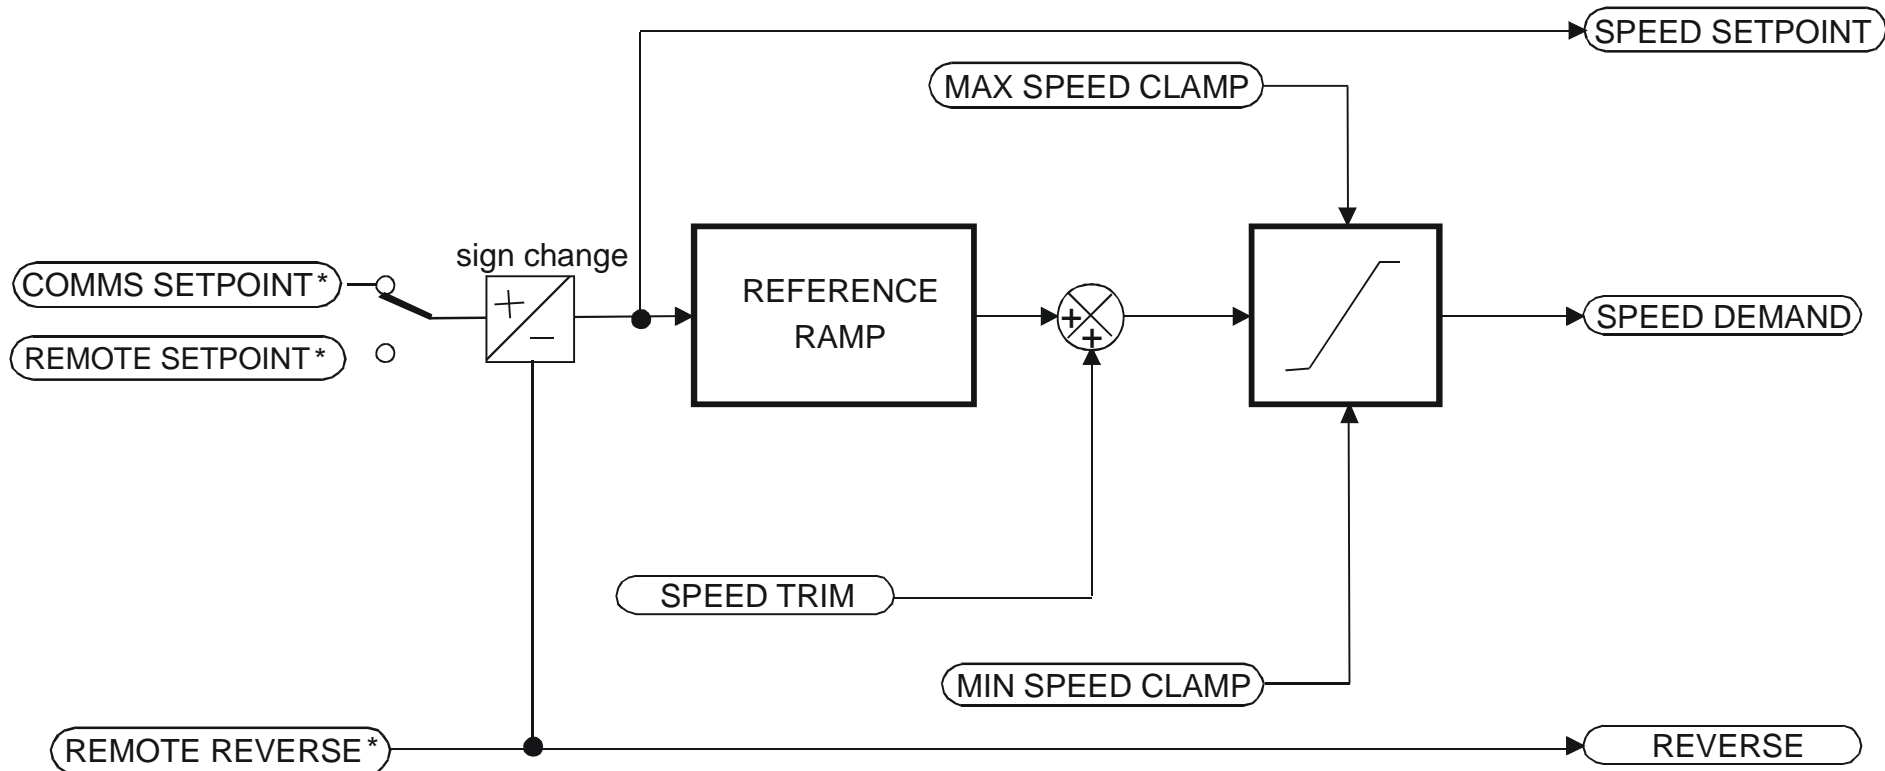 SPEED SETPOINT
MAX SPEED CLAMP
sign change
COMMS SETPOINT *
REMOTE SETPOINT *
+
−
REFERENCE
RAMP
+
+
SPEED DEMAND
SPEED TRIM
MIN SPEED CLAMP
REMOTE REVERSE *
REVERSE